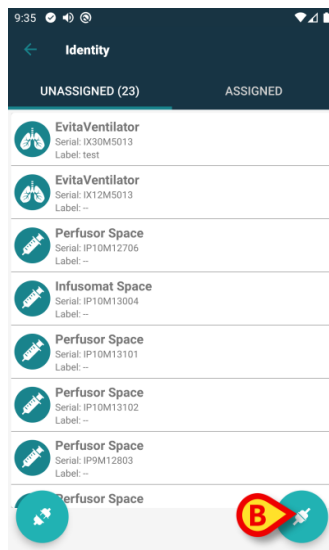 9:35
Identity
UNASSIGNED (23)
ASSIGNED
EvitaVentilator
Serial: IX30M5013
Label: test
EvitaVentilator
Serial: IX12M5013
Label: --
Perfusor Space
Serial: IP10M12706
Label: --
Infusomat Space
Serial: IP10M13004
Label: --
Perfusor Space
Serial: IP10M13101
Label: --
Perfusor Space
Serial: IP10M13102
Label: --
Perfusor Space
Serial: IP9M12803
Label: --
Perfusor Space
B